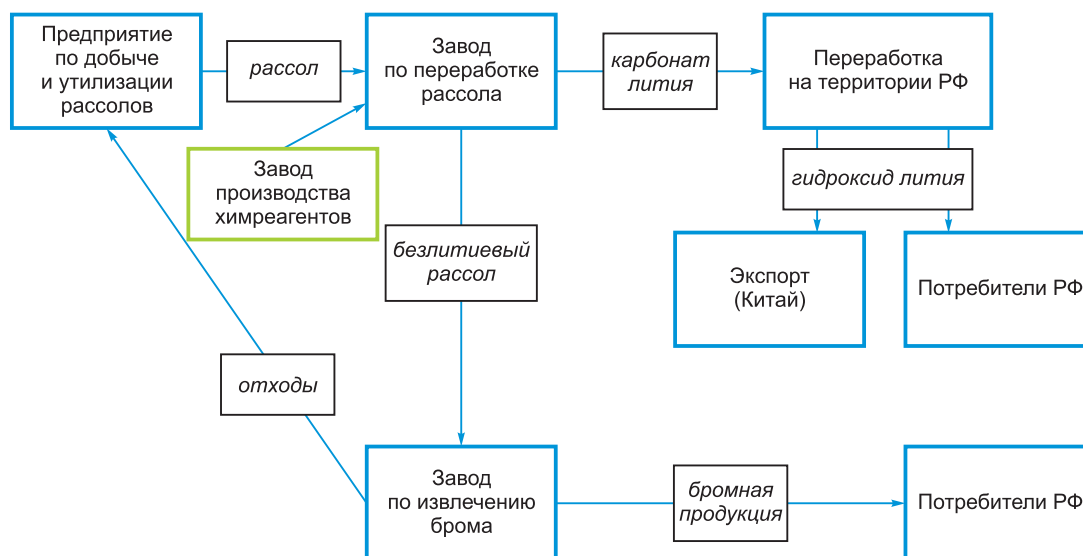 Предприятие
по добыче
и утилизации
рассолов
рассол
Завод
по переработке
рассола
карбонат
лития
Переработка
на территории РФ
Завод
производства
химреагентов
гидроксид лития
безлитиевый
рассол
Экспорт
(Китай)
Потребители РФ
отходы
Завод
по извлечению
брома
бромная
продукция
Потребители РФ